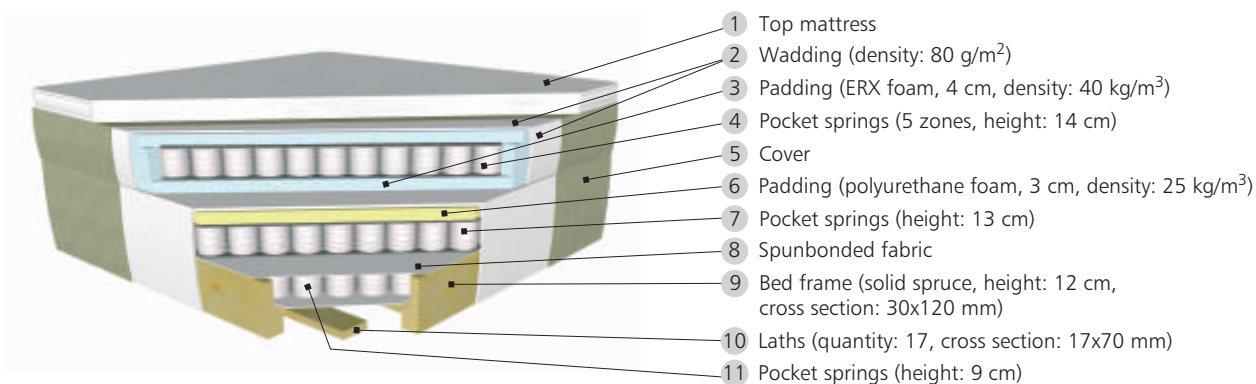 1 Top mattress
2 Wadding (density: 80 g/m²)
3 Padding (ERX foam, 4 cm, density: 40 kg/m³)
4 Pocket springs (5 zones, height: 14 cm)
5 Cover
6 Padding (polyurethane foam, 3 cm, density: 25 kg/m³)
7 Pocket springs (height: 13 cm)
8 Spunbonded fabric
9 Bed frame (solid spruce, height: 12 cm,
cross section: 30x120 mm)
10 Laths (quantity: 17, cross section: 17x70 mm)
11 Pocket springs (height: 9 cm)